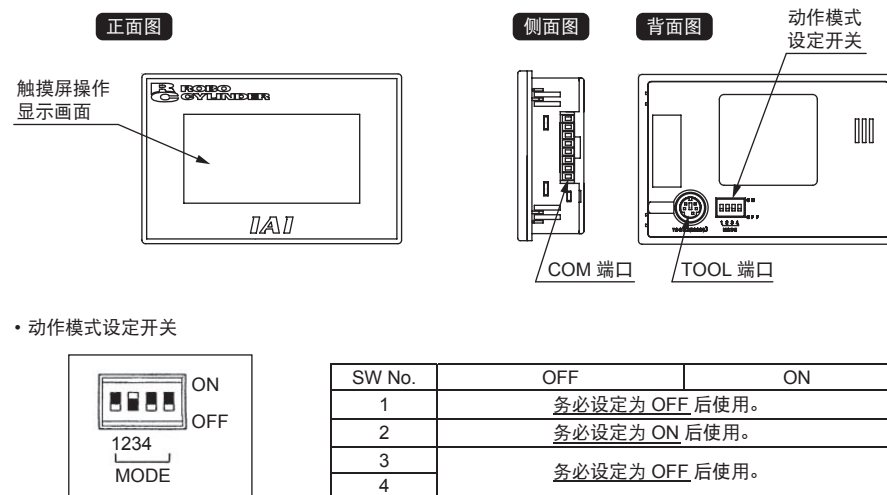 正面图
侧面图
背面图
动作模式
设定开关
触摸屏操作
显示画面
ROBO
CYLINDER
IAI
ON
OFF
1234
MODE
COM 端口
TOOL 端口
・动作模式设定开关
ON
OFF
1234
MODE
SW No. OFF ON
1 务必设定为 OFF 后使用。
2 务必设定为 ON 后使用。
3
务必设定为 OFF 后使用。
4